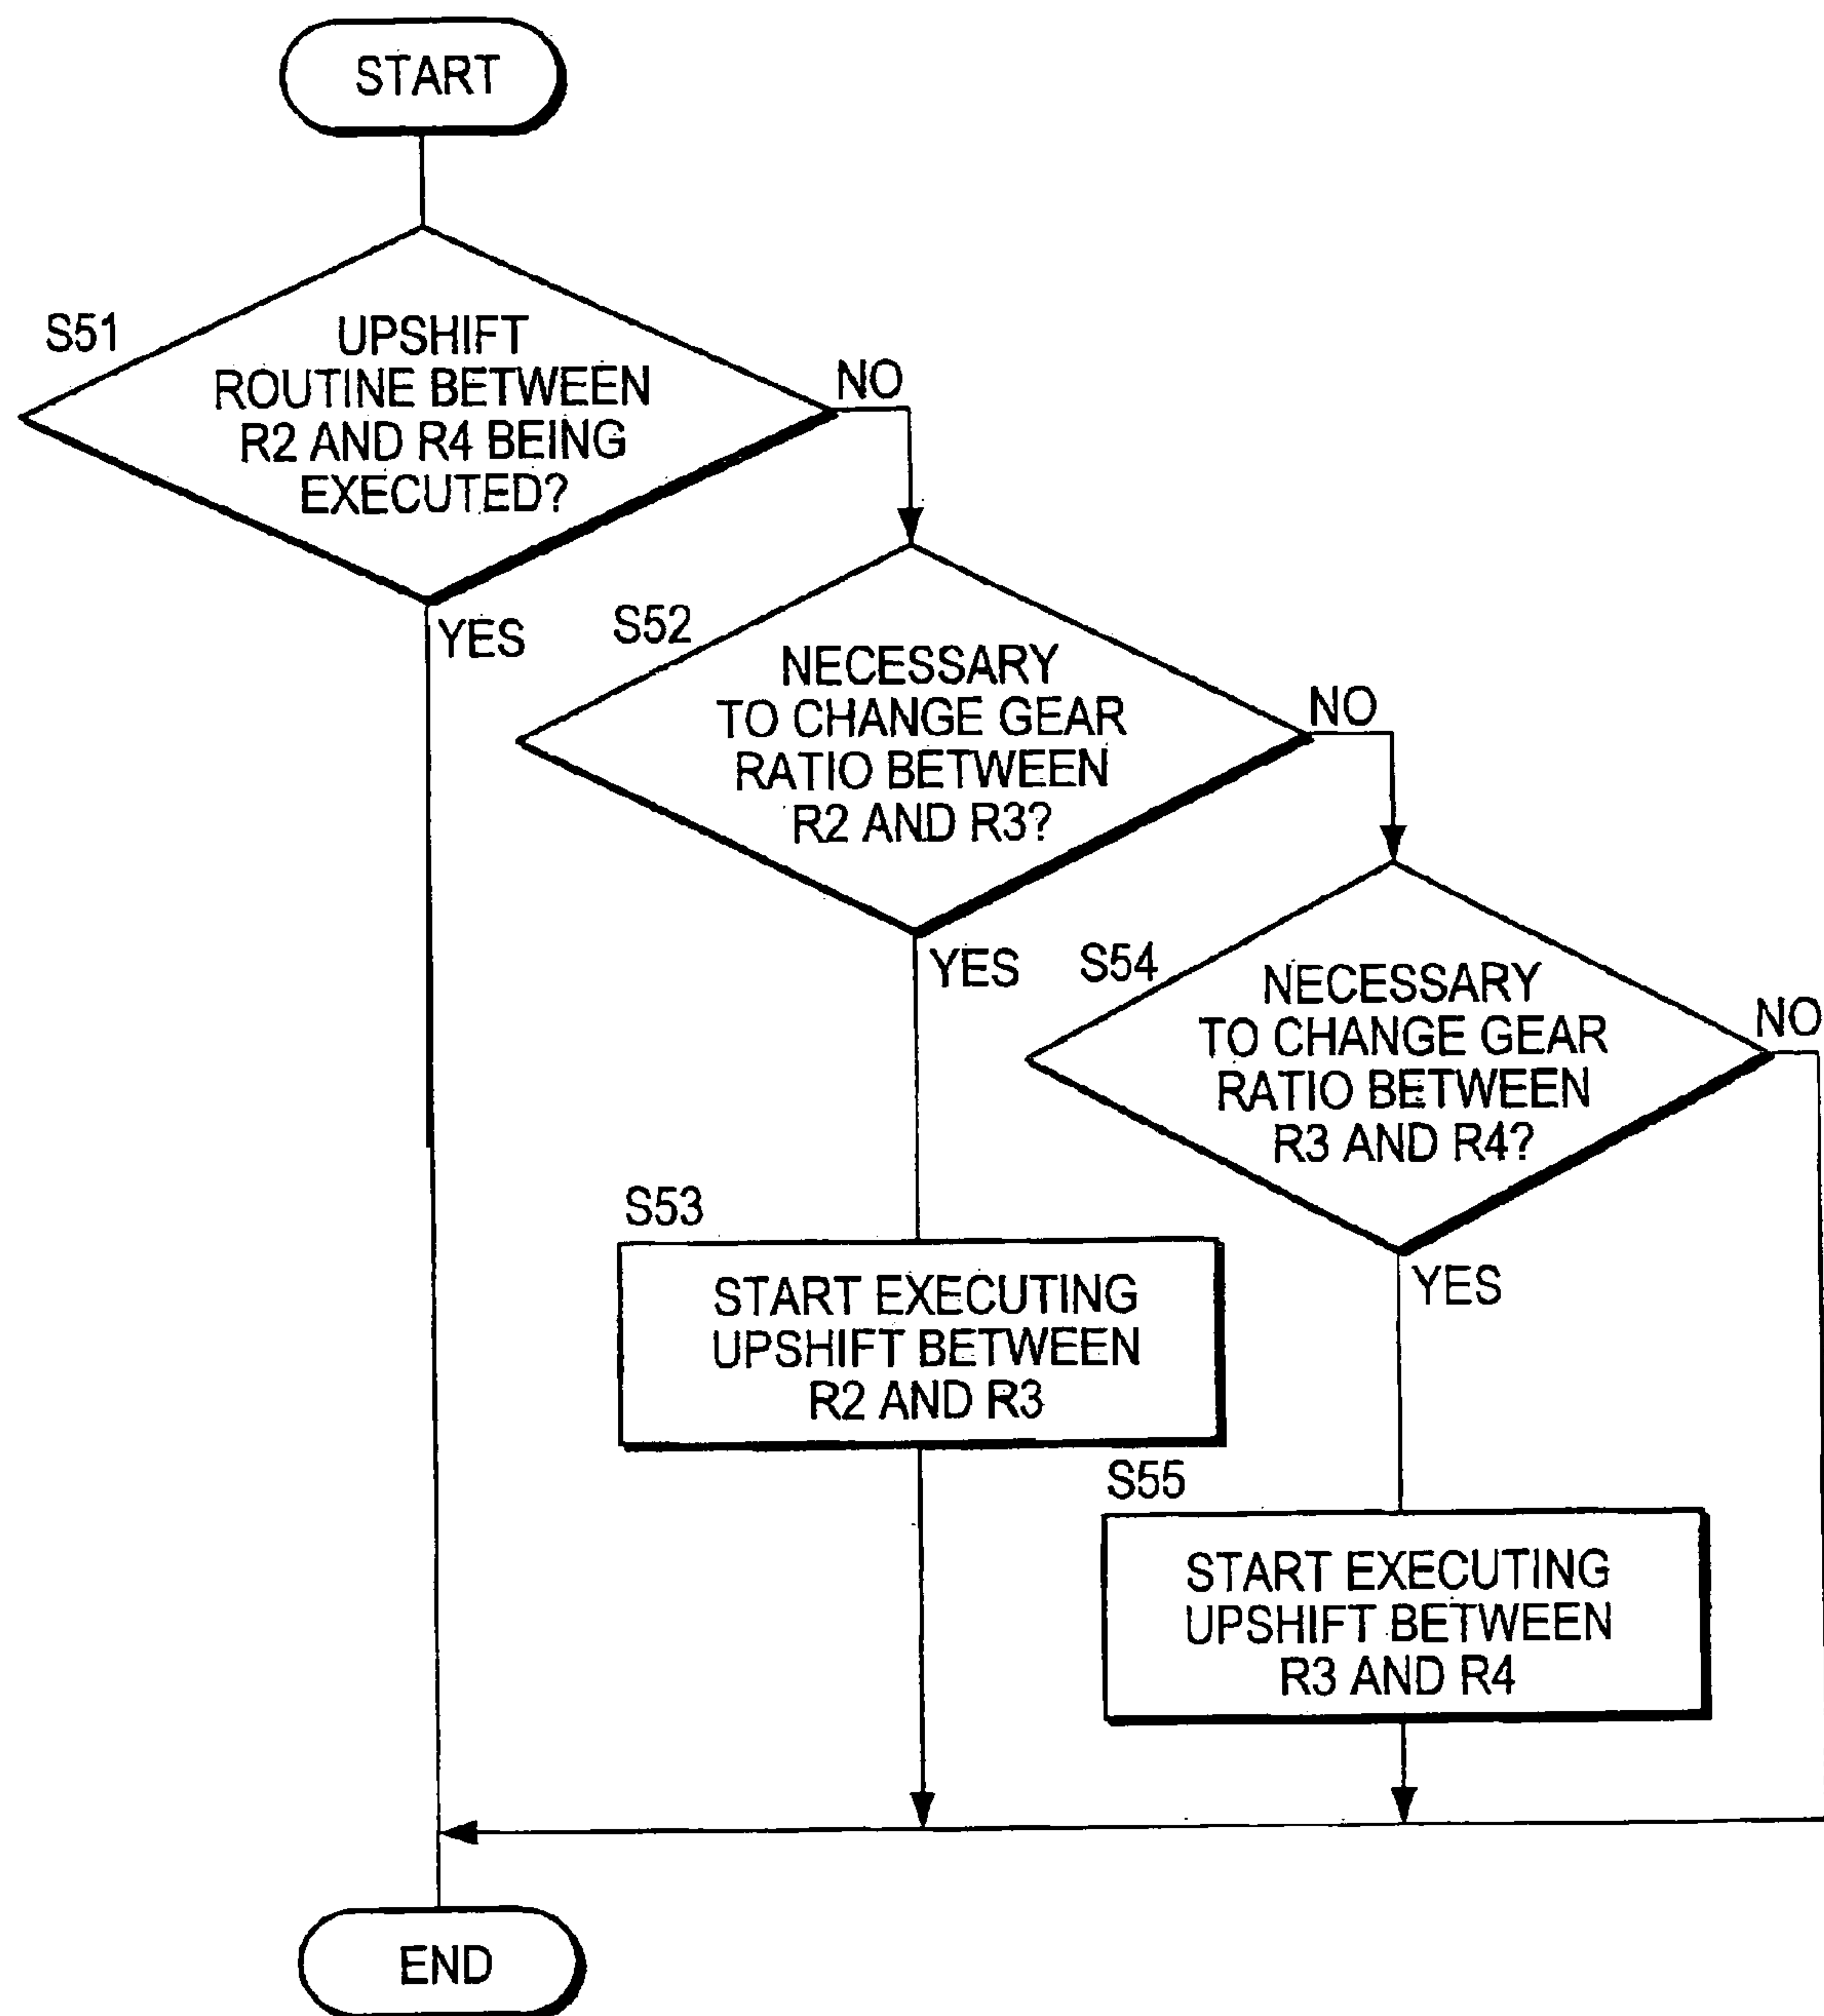 START
S51
UPSHIFT
ROUTINE BETWEEN
R2 AND R4 BEING
EXECUTED?
NO
YES
S52
NECESSARY
TO CHANGE GEAR
RATIO BETWEEN
R2 AND R3?
NO
YES
S54
NECESSARY
TO CHANGE GEAR
RATIO BETWEEN
R3 AND R4?
NO
YES
S53
START EXECUTING
UPSHIFT BETWEEN
R2 AND R3
S55
START EXECUTING
UPSHIFT BETWEEN
R3 AND R4
END